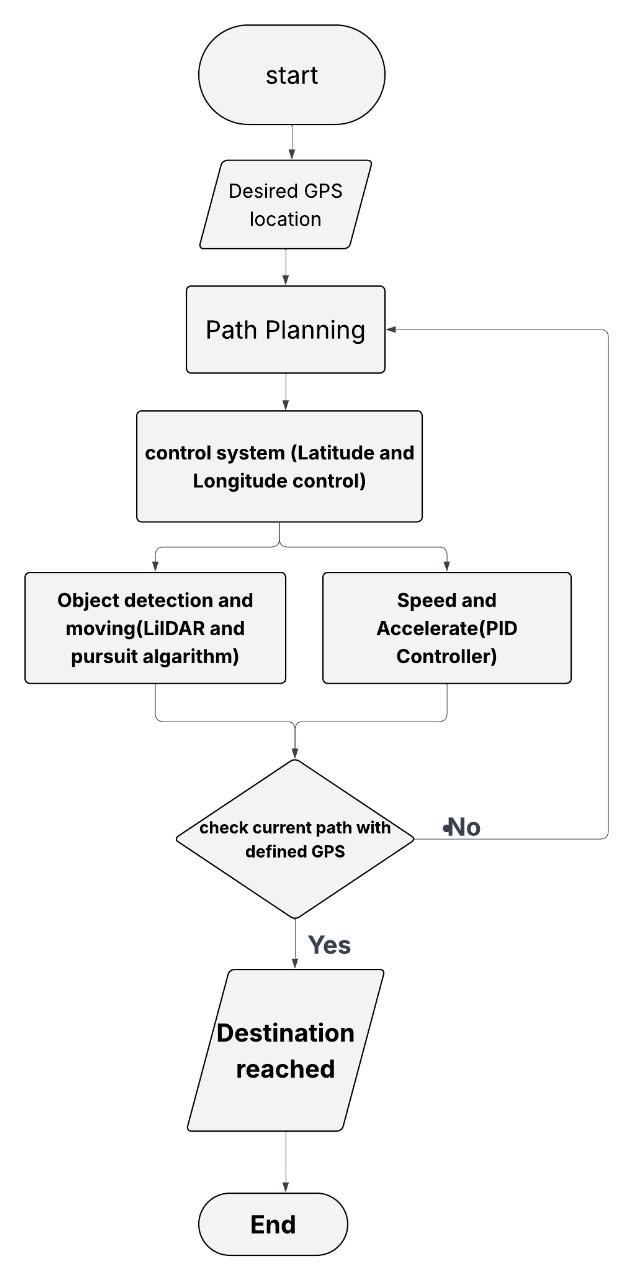 start
Desired GPS
location
Path Planning
control system (Latitude and
Longitude control)
Object detection and
moving(LiIDAR and
pursuit algarithm)
Speed and
Accelerate(PID
Controller)
check current path with
defined GPS
•No
Yes
Destination
reached
End